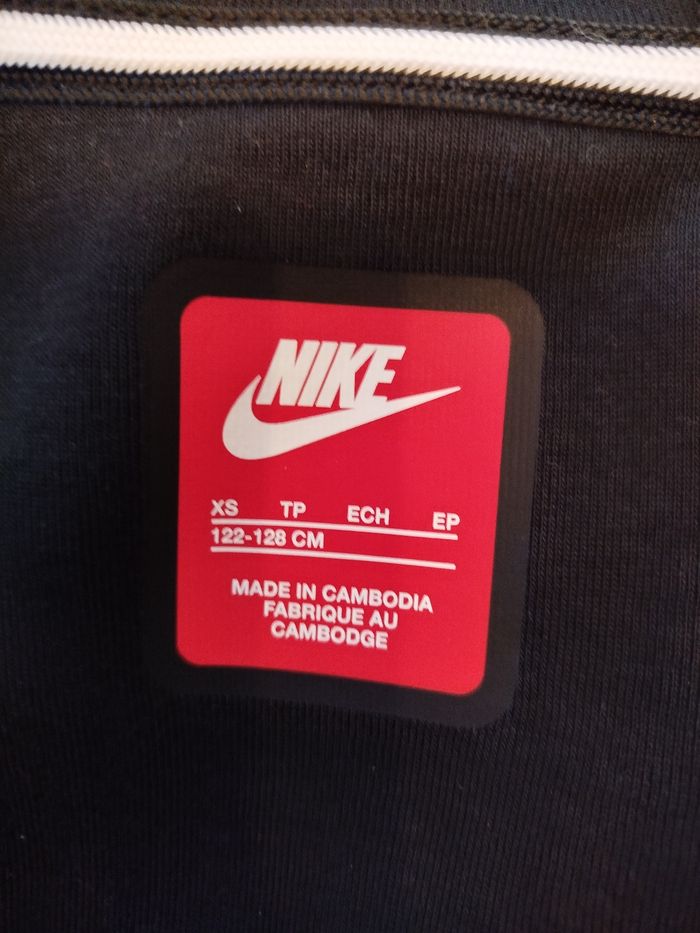 NIKE
XS TP ECH EP
122-128 CM
MADE IN CAMBODIA
FABRIQUE AU
CAMBODGE